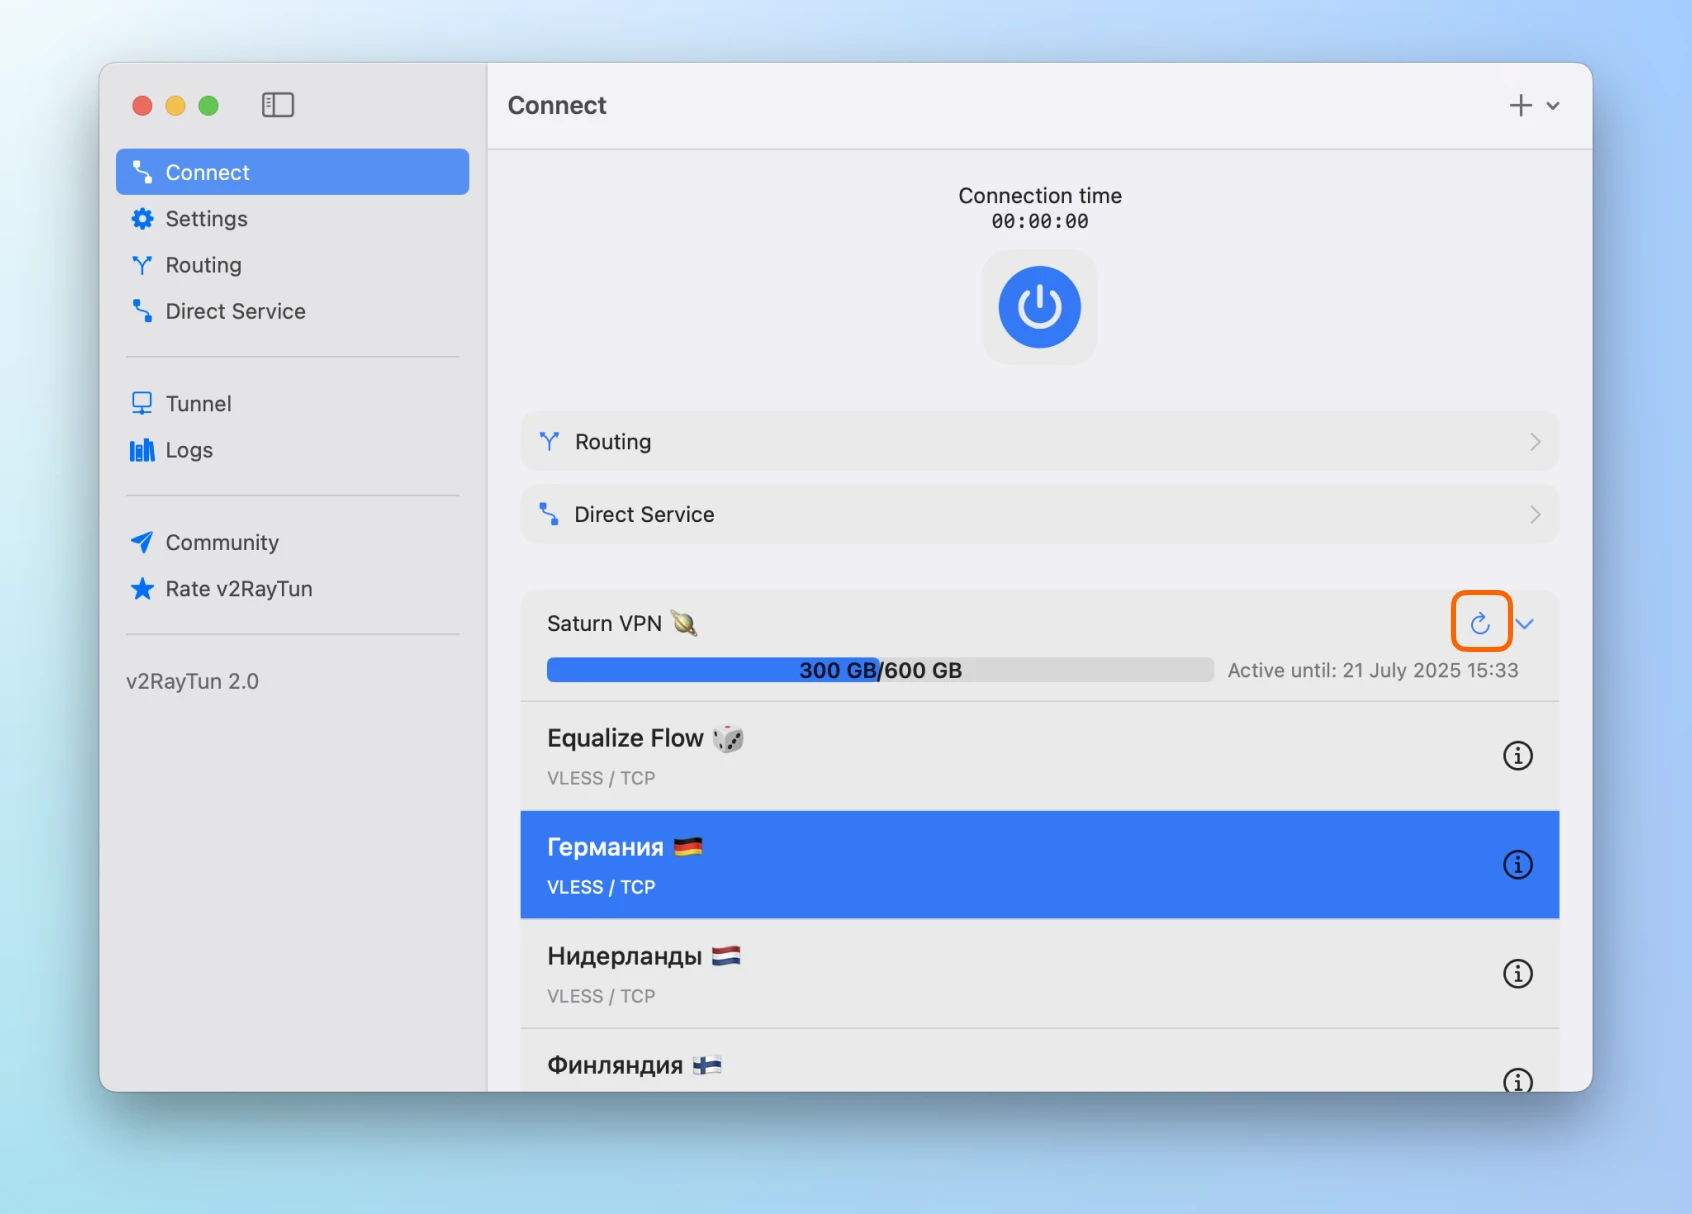 Connect
Connect
Settings
Routing
Direct Service
Tunnel
Logs
Community
Rate v2RayTun
v2RayTun 2.0
Connection time
00:00:00
Routing
Direct Service
Saturn VPN 🪐
300 GB/600 GB
Active until: 21 July 2025 15:33
Equalize Flow 🎲
VLESS / TCP
Германия 🇩🇪
VLESS / TCP
Нидерланды 🇳🇱
VLESS / TCP
Финляндия 🇫🇮